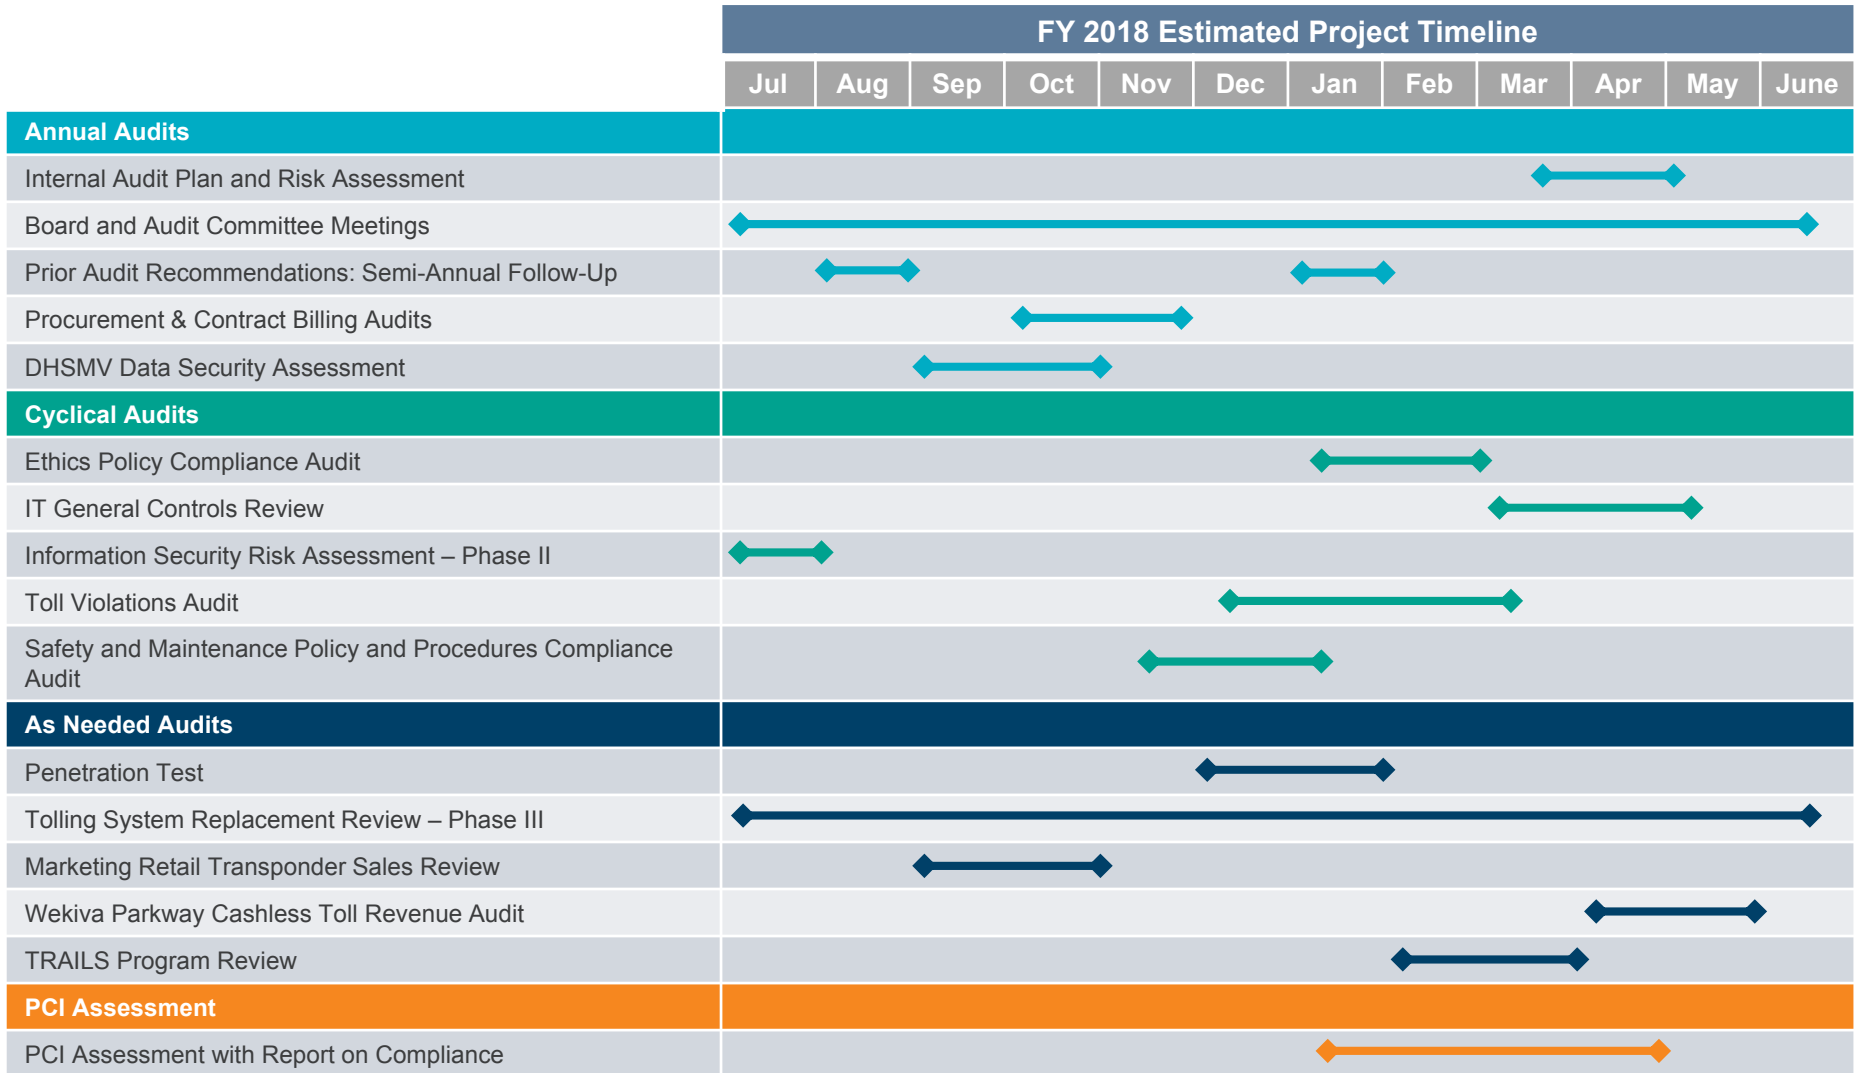 FY 2018 Estimated Project Timeline
Jul Aug Sep Oct Nov Dec Jan Feb Mar Apr May June
Annual Audits
Internal Audit Plan and Risk Assessment
Board and Audit Committee Meetings
Prior Audit Recommendations: Semi-Annual Follow-Up
Procurement & Contract Billing Audits
DHSMV Data Security Assessment
Cyclical Audits
Ethics Policy Compliance Audit
IT General Controls Review
Information Security Risk Assessment – Phase II
Toll Violations Audit
Safety and Maintenance Policy and Procedures Compliance
Audit
As Needed Audits
Penetration Test
Tolling System Replacement Review – Phase III
Marketing Retail Transponder Sales Review
Wekiva Parkway Cashless Toll Revenue Audit
TRAILS Program Review
PCI Assessment
PCI Assessment with Report on Compliance